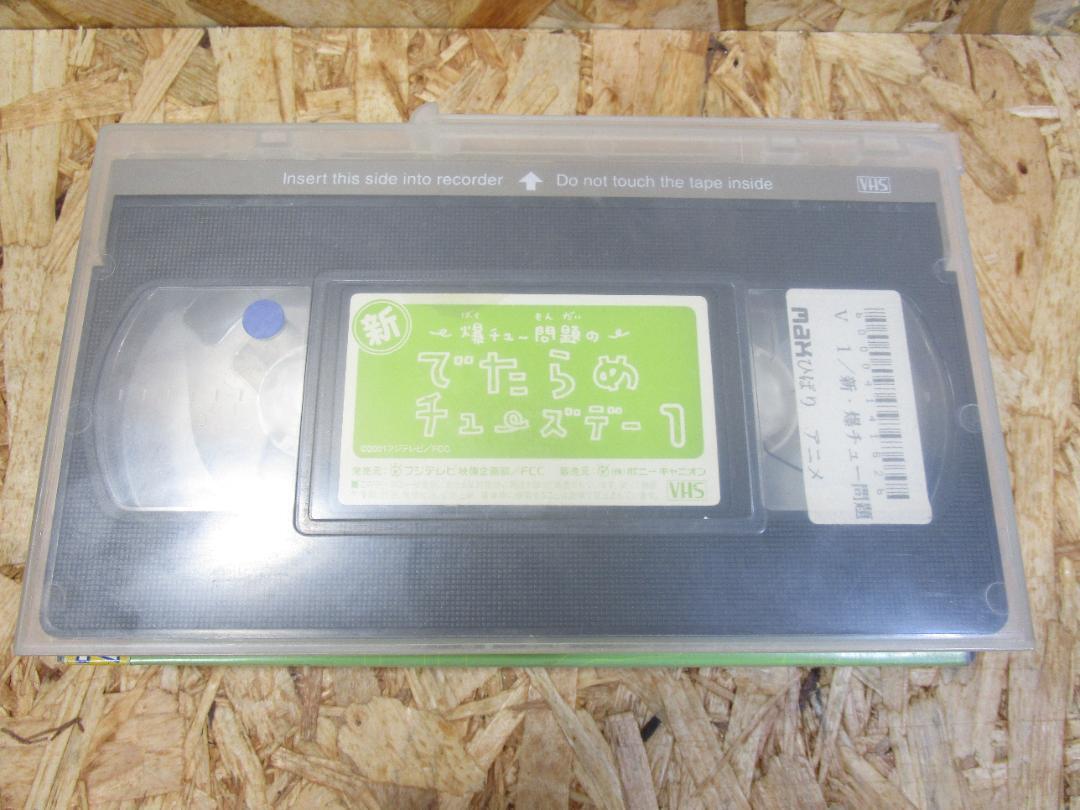 Insert this side into recorder Do not touch the tape inside VHS
新
ばく もんだい
爆チュー問題の
でたらめ
チューズデー1
©2001フジテレビ/FCC
発売元: フジテレビ映像企画部/FCC 販売元: (株)ポニーキャニオン
VHS
maxひばり アニメ
V 1/新・爆チュー問題